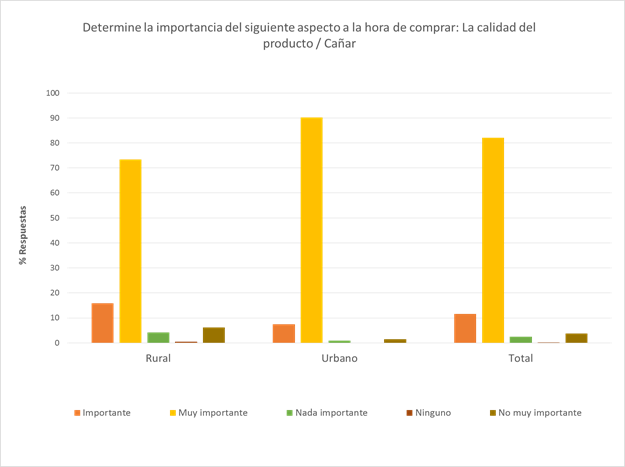 Determine la importancia del siguiente aspecto a la hora de comprar: La calidad del
producto / Cañar
% Respuestas
100
90
80
70
60
50
40
30
20
10
0
Rural Urbano Total
Importante Muy importante Nada importante Ninguno No muy importante